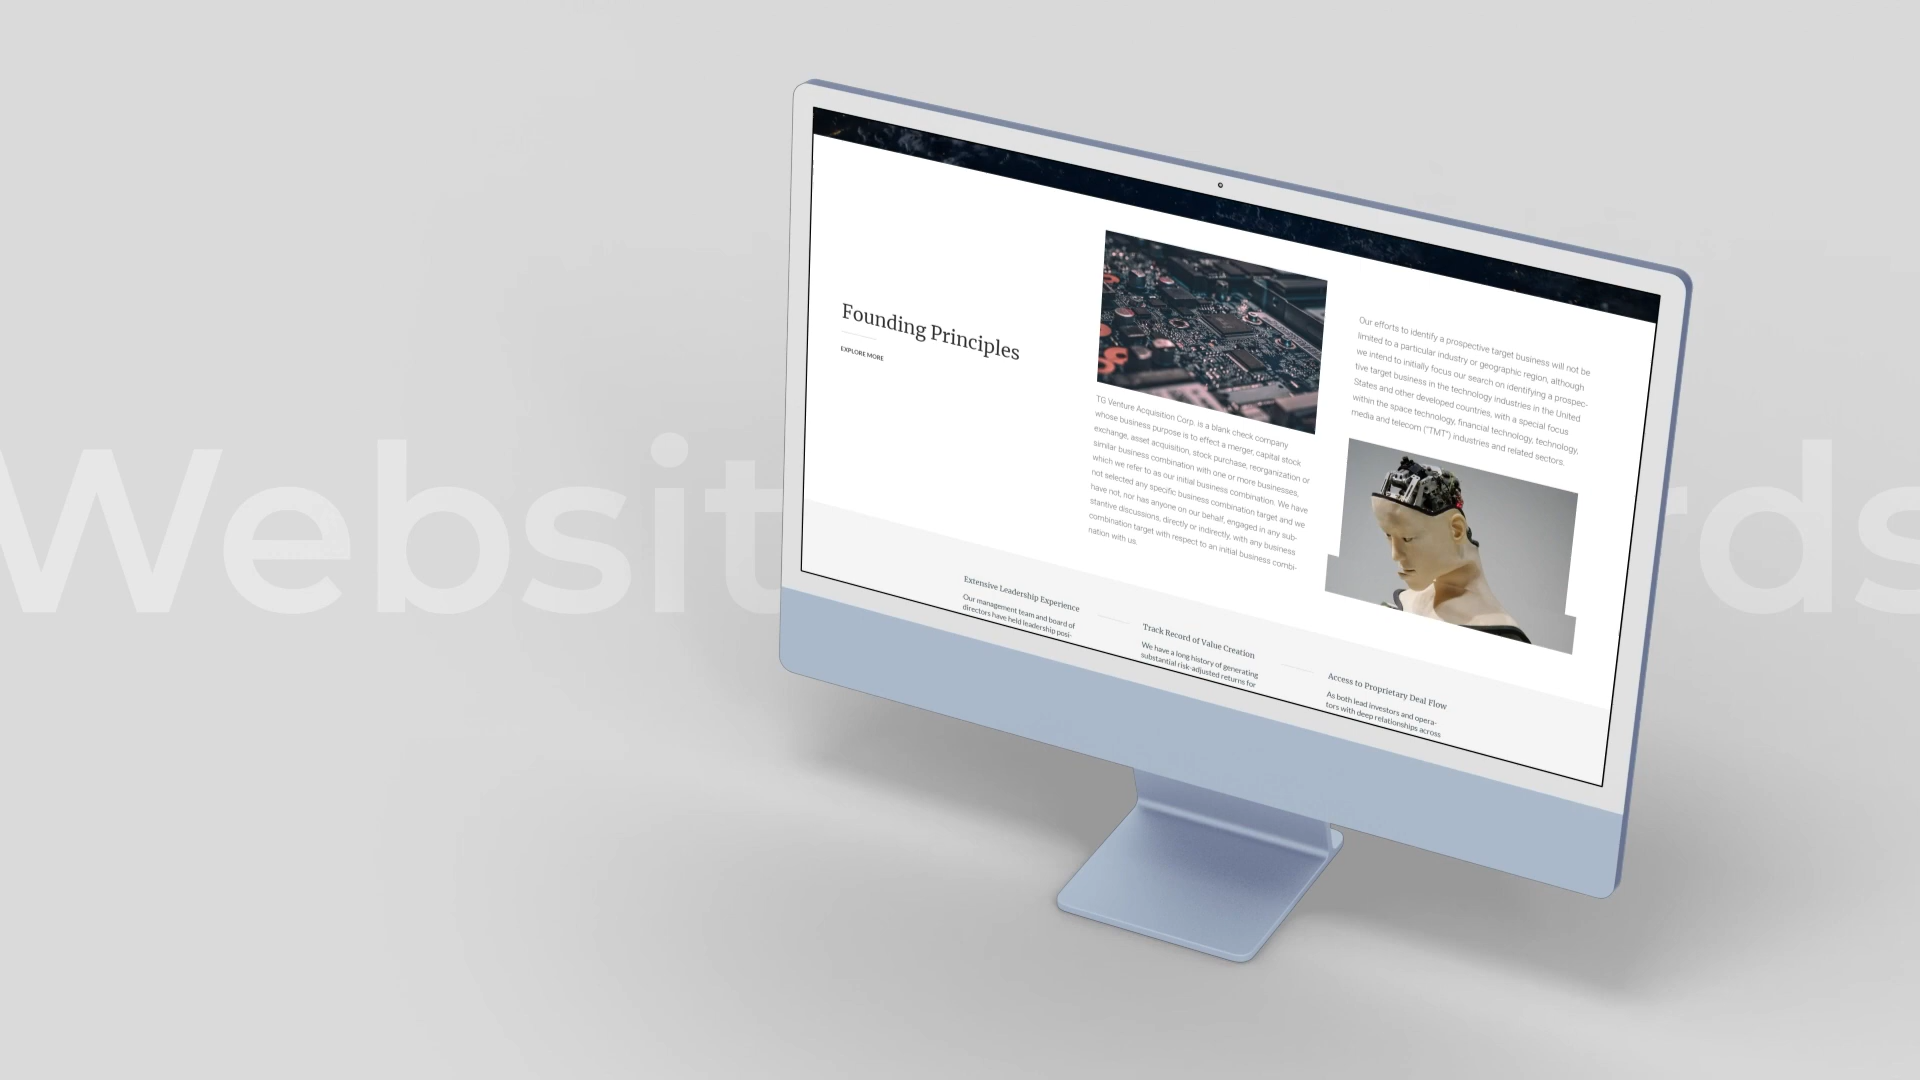 Websit
rds
Founding Principles
EXPLORE MORE
TG Venture Acquisition Corp. is a blank check company
whose business purpose is to effect a merger, capital stock
exchange, asset acquisition, stock purchase, reorganization or
similar business combination with one or more businesses,
which we refer to as our initial business combination. We have
not selected any specific business combination target and we
have not, nor has anyone on our behalf, engaged in any sub-
stantive discussions, directly or indirectly, with any business
combination target with respect to an initial business combi-
nation with us.
Our efforts to identify a prospective target business will not be
limited to a particular industry or geographic region, although
we intend to initially focus our search on identifying a prospec-
tive target business in the technology industries in the United
States and other developed countries, with a special focus
within the space technology, financial technology, technology,
media and telecom ("TMT") industries and related sectors.
Extensive Leadership Experience
Our management team and board of
directors have held leadership posi-
Track Record of Value Creation
We have a long history of generating
substantial risk-adjusted returns for
Access to Proprietary Deal Flow
As both lead investors and opera-
tors with deep relationships across